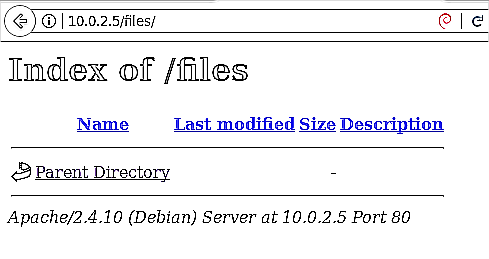 10.0.2.5/files/
Index of /files
Name Last modified Size Description
Parent Directory -
Apache/2.4.10 (Debian) Server at 10.0.2.5 Port 80